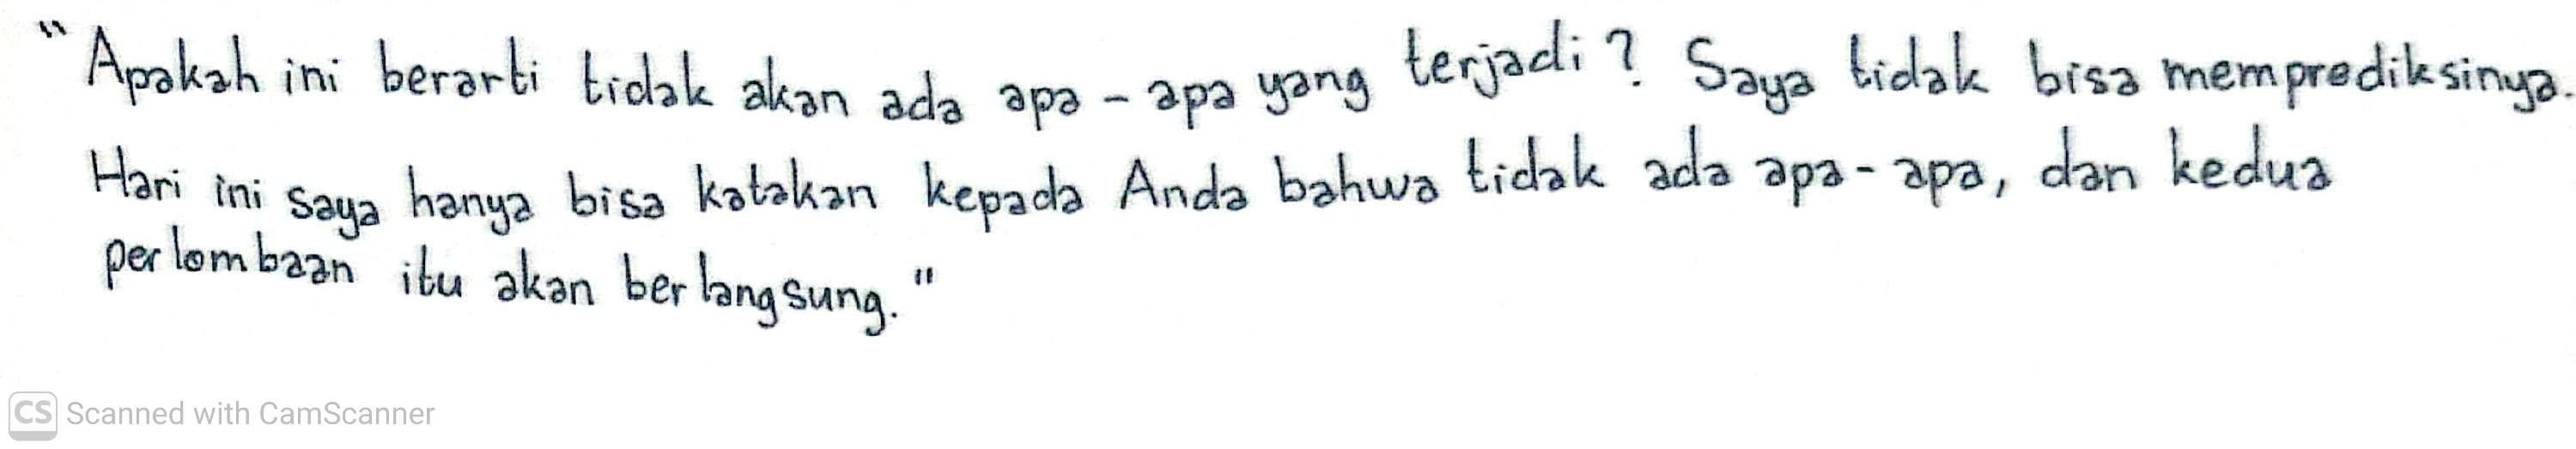 "Apakah ini berarti tidak akan ada apa-apa yang terjadi? Saya tidak bisa memprediksinya.
Hari ini saya hanya bisa katakan kepada Anda bahwa tidak ada apa-apa, dan kedua
perlombaan itu akan berlangsung."
CS Scanned with CamScanner